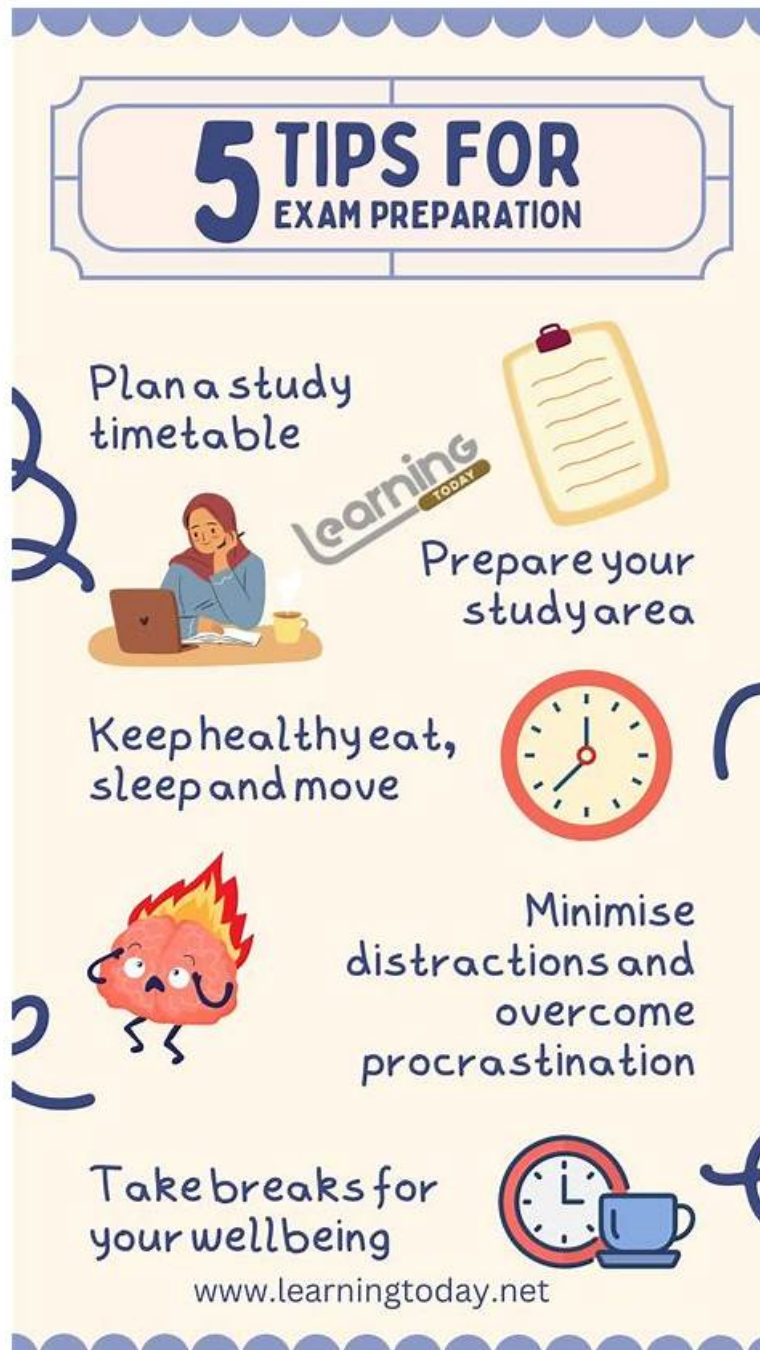 5 TIPS FOR
EXAM PREPARATION
Plan a study
timetable
Learning
TODAY
Prepare your
study area
Keep healthy eat,
sleep and move
Minimise
distractions and
overcome
procrastination
Take breaks for
your wellbeing
www.learningtoday.net